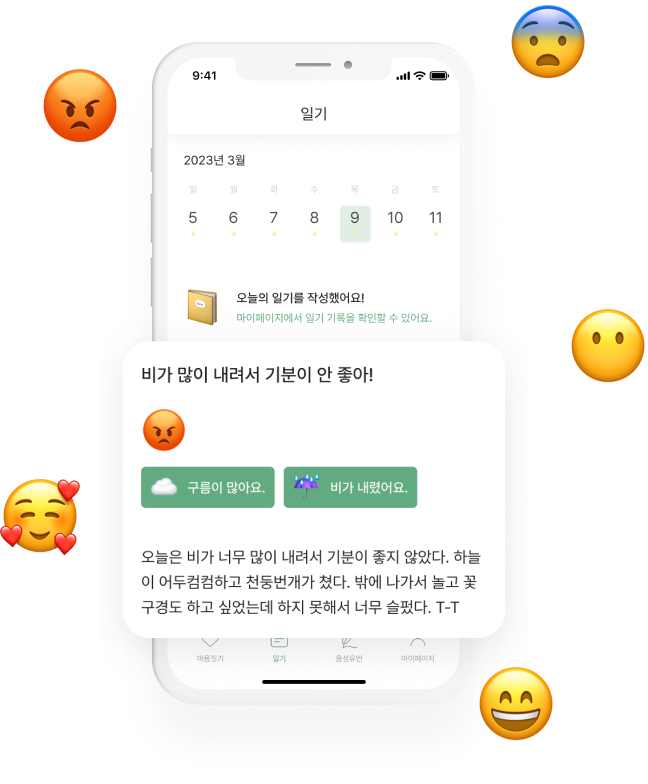 9:41
일기
2023년 3월
일 월 화 수 목 금 토
5 6 7 8 9 10 11
오늘의 일기를 작성했어요!
마이페이지에서 일기 기록을 확인할 수 있어요.
비가 많이 내려서 기분이 안 좋아!
구름이 많아요. 비가 내렸어요.
오늘은 비가 너무 많이 내려서 기분이 좋지 않았다. 하늘
이 어두컴컴하고 천둥번개가 쳤다. 밖에 나가서 놀고 꽃
구경도 하고 싶었는데 하지 못해서 너무 슬펐다. T-T
마음짓기 일기 음성유언 마이페이지